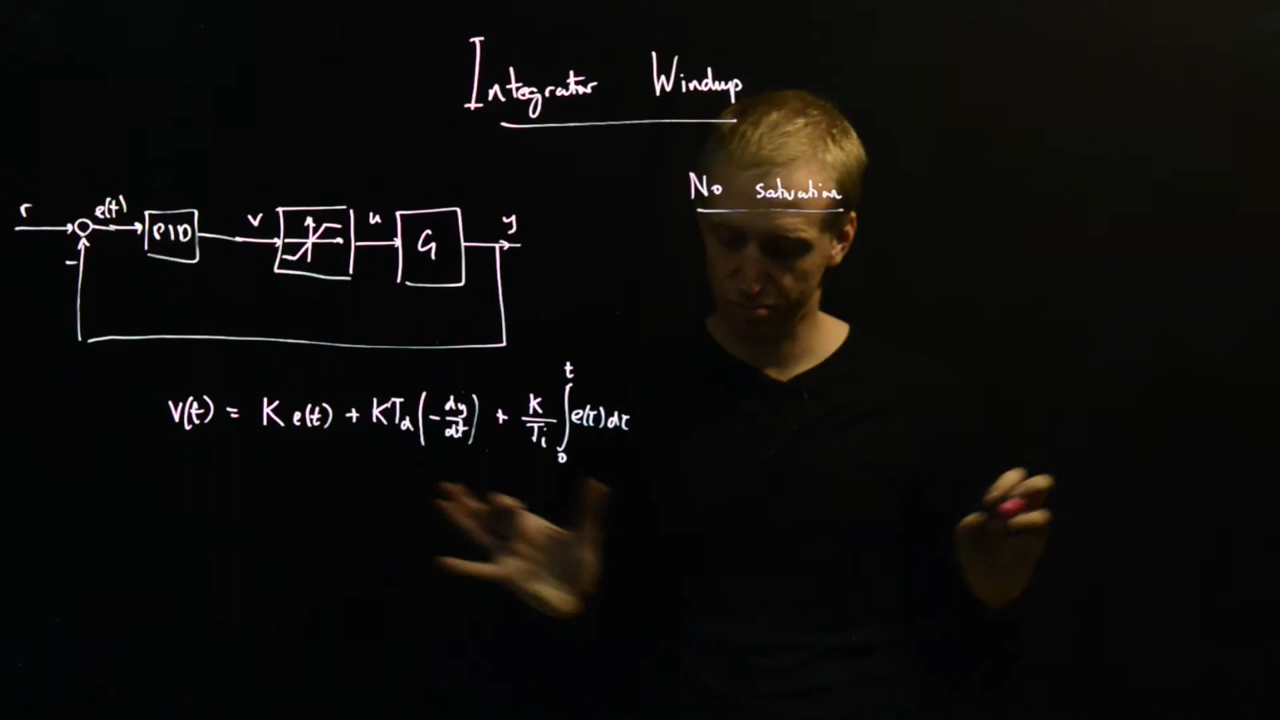 Integrator Windup
No saturation
r e(t) PID v u G y
-
v(t) = K e(t) + KT_d (-dy/dt) + K/T_i ∫_0^t e(τ) dτ